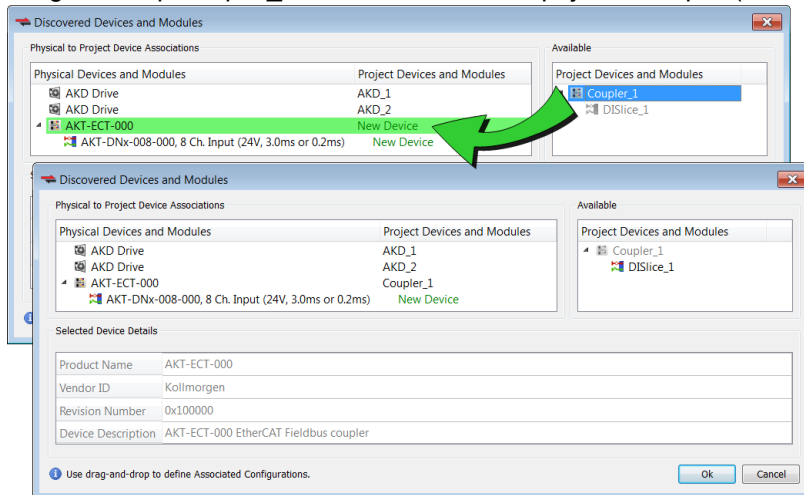 Discovered Devices and Modules
Physical to Project Device Associations
Available
Physical Devices and Modules Project Devices and Modules
Project Devices and Modules
AKD Drive AKD_1
Coupler_1
AKD Drive AKD_2
DISlice_1
AKT-ECT-000 New Device
AKT-DNx-008-000, 8 Ch. Input (24V, 3.0ms or 0.2ms) New Device
Discovered Devices and Modules
Physical to Project Device Associations
Available
Physical Devices and Modules Project Devices and Modules
Project Devices and Modules
AKD Drive AKD_1
Coupler_1
AKD Drive AKD_2
DISlice_1
AKT-ECT-000 Coupler_1
AKT-DNx-008-000, 8 Ch. Input (24V, 3.0ms or 0.2ms) New Device
Selected Device Details
Product Name AKT-ECT-000
Vendor ID Kollmorgen
Revision Number 0x100000
Device Description AKT-ECT-000 EtherCAT Fieldbus coupler
Use drag-and-drop to define Associated Configurations.
Ok Cancel